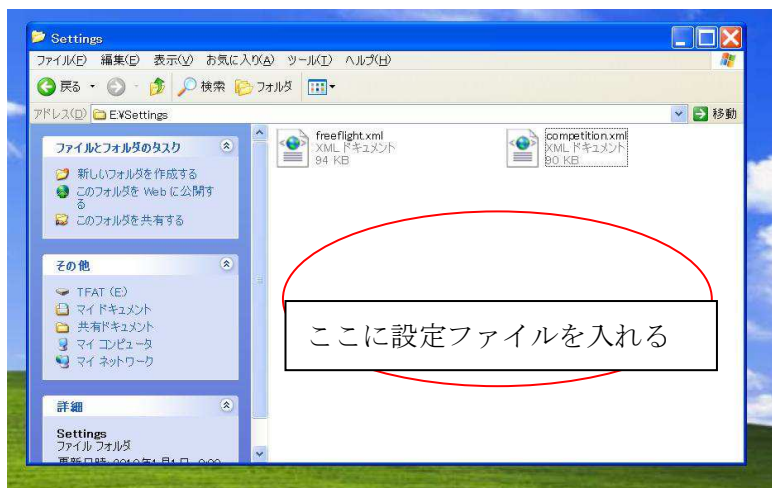 Settings
ファイル(F) 編集(E) 表示(V) お気に入り(A) ツール(T) ヘルプ(H)
戻る 検索 フォルダ
アドレス(D) E:¥Settings 移動
ファイルとフォルダのタスク
新しいフォルダを作成する
このフォルダを Web に公開す
る
このフォルダを共有する
その他
TFAT (E:)
マイ ドキュメント
共有ドキュメント
マイ コンピュータ
マイ ネットワーク
詳細
Settings
ファイル フォルダ
freeflight.xml
XML ドキュメント
94 KB
competition.xml
XML ドキュメント
90 KB
ここに設定ファイルを入れる